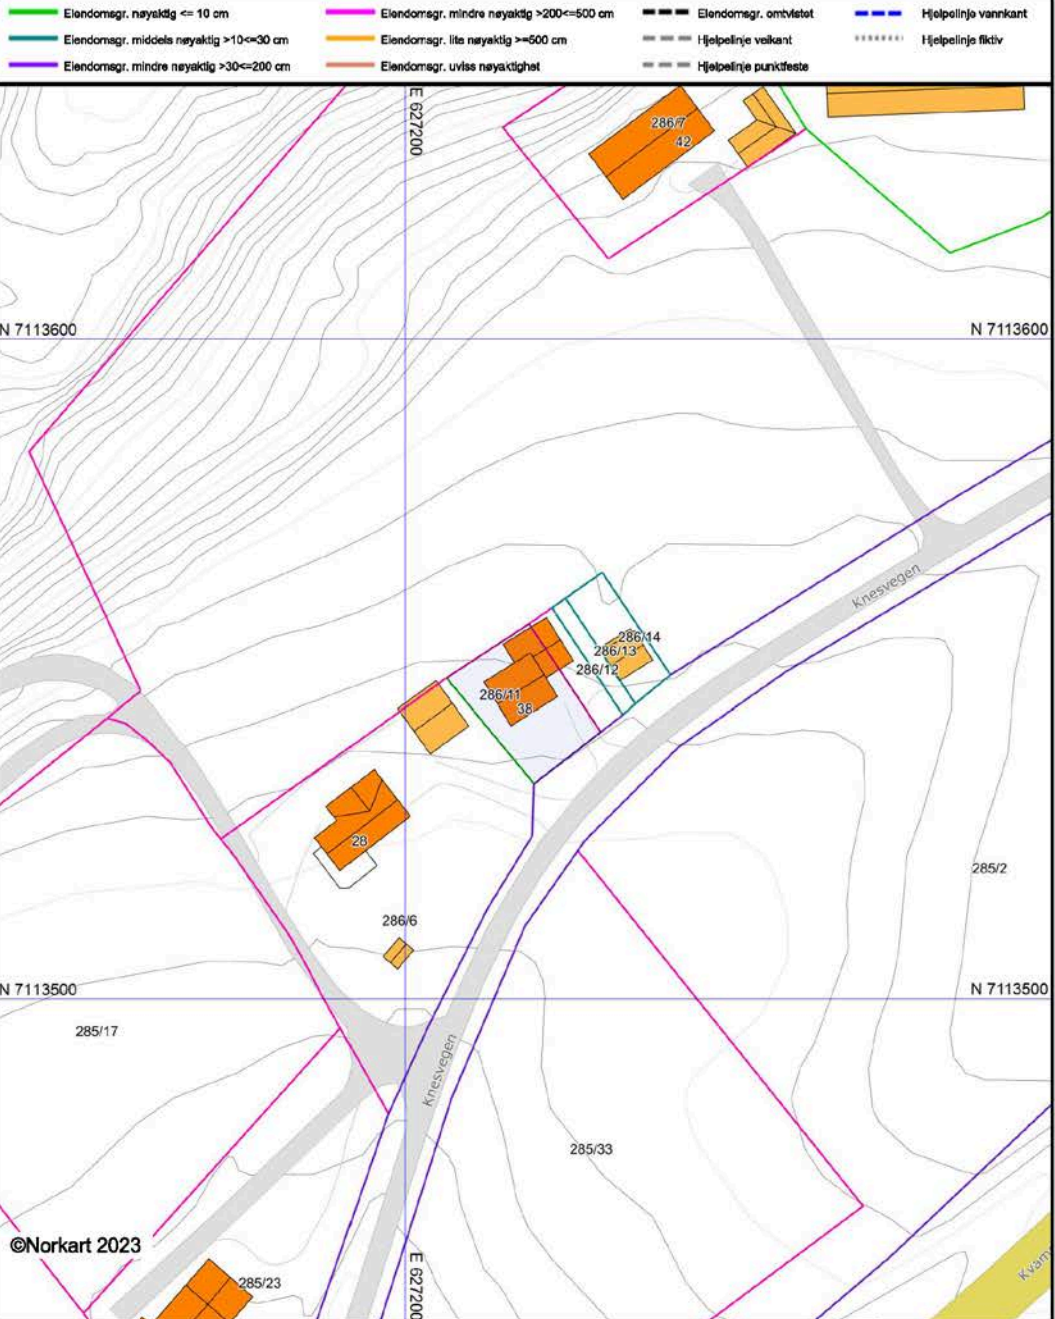 Eiendomsgr. nøyaktig <= 10 cm
Eiendomsgr. mindre nøyaktig >200<=500 cm
Eiendomsgr. omtvistet
Hjelpelinje vannkant
Eiendomsgr. middels nøyaktig >10<=30 cm
Eiendomsgr. lite nøyaktig >=500 cm
Hjelpelinje veikant
Hjelpelinje fiktiv
Eiendomsgr. mindre nøyaktig >30<=200 cm
Eiendomsgr. uviss nøyaktighet
Hjelpelinje punktfeste
E 627200
286/7
42
N 7113600
N 7113600
Knesvegen
286/14
286/13
286/12
286/11
38
28
285/2
286/6
N 7113500
N 7113500
285/17
Knesvegen
285/33
©Norkart 2023
Kvam
285/23
E 627200